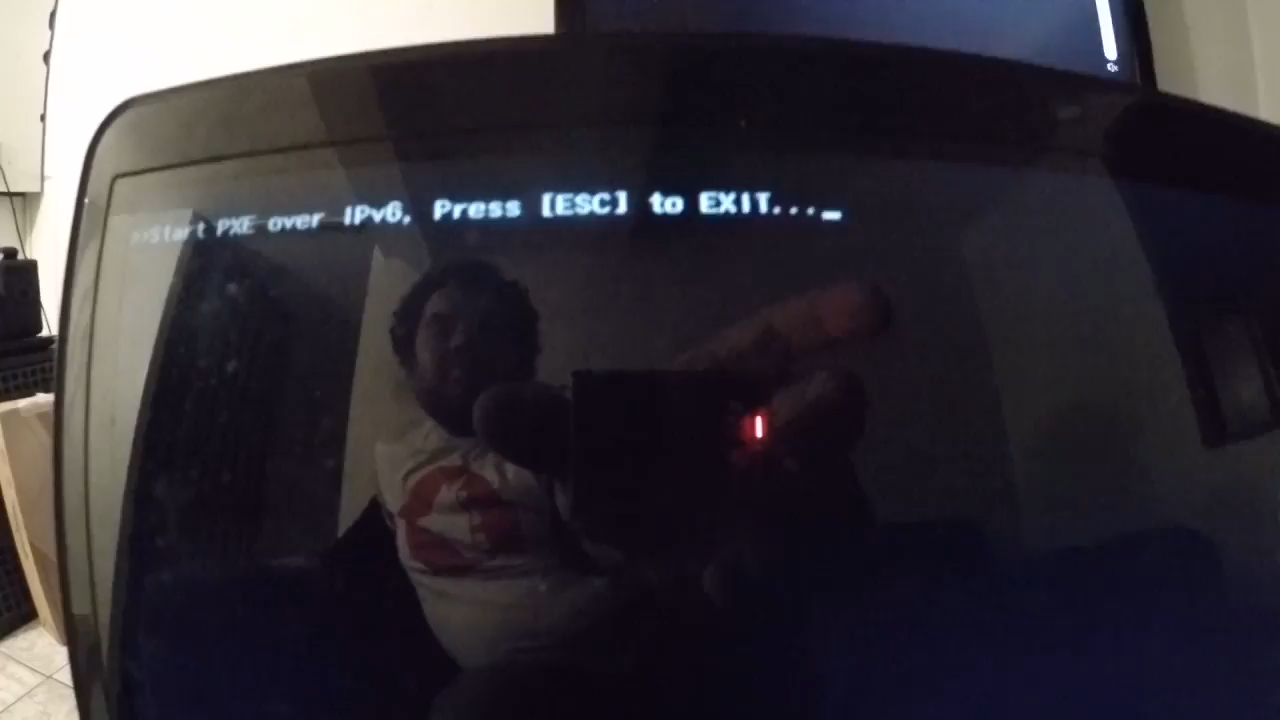 >>Start PXE over IPv6, Press [ESC] to EXIT..._